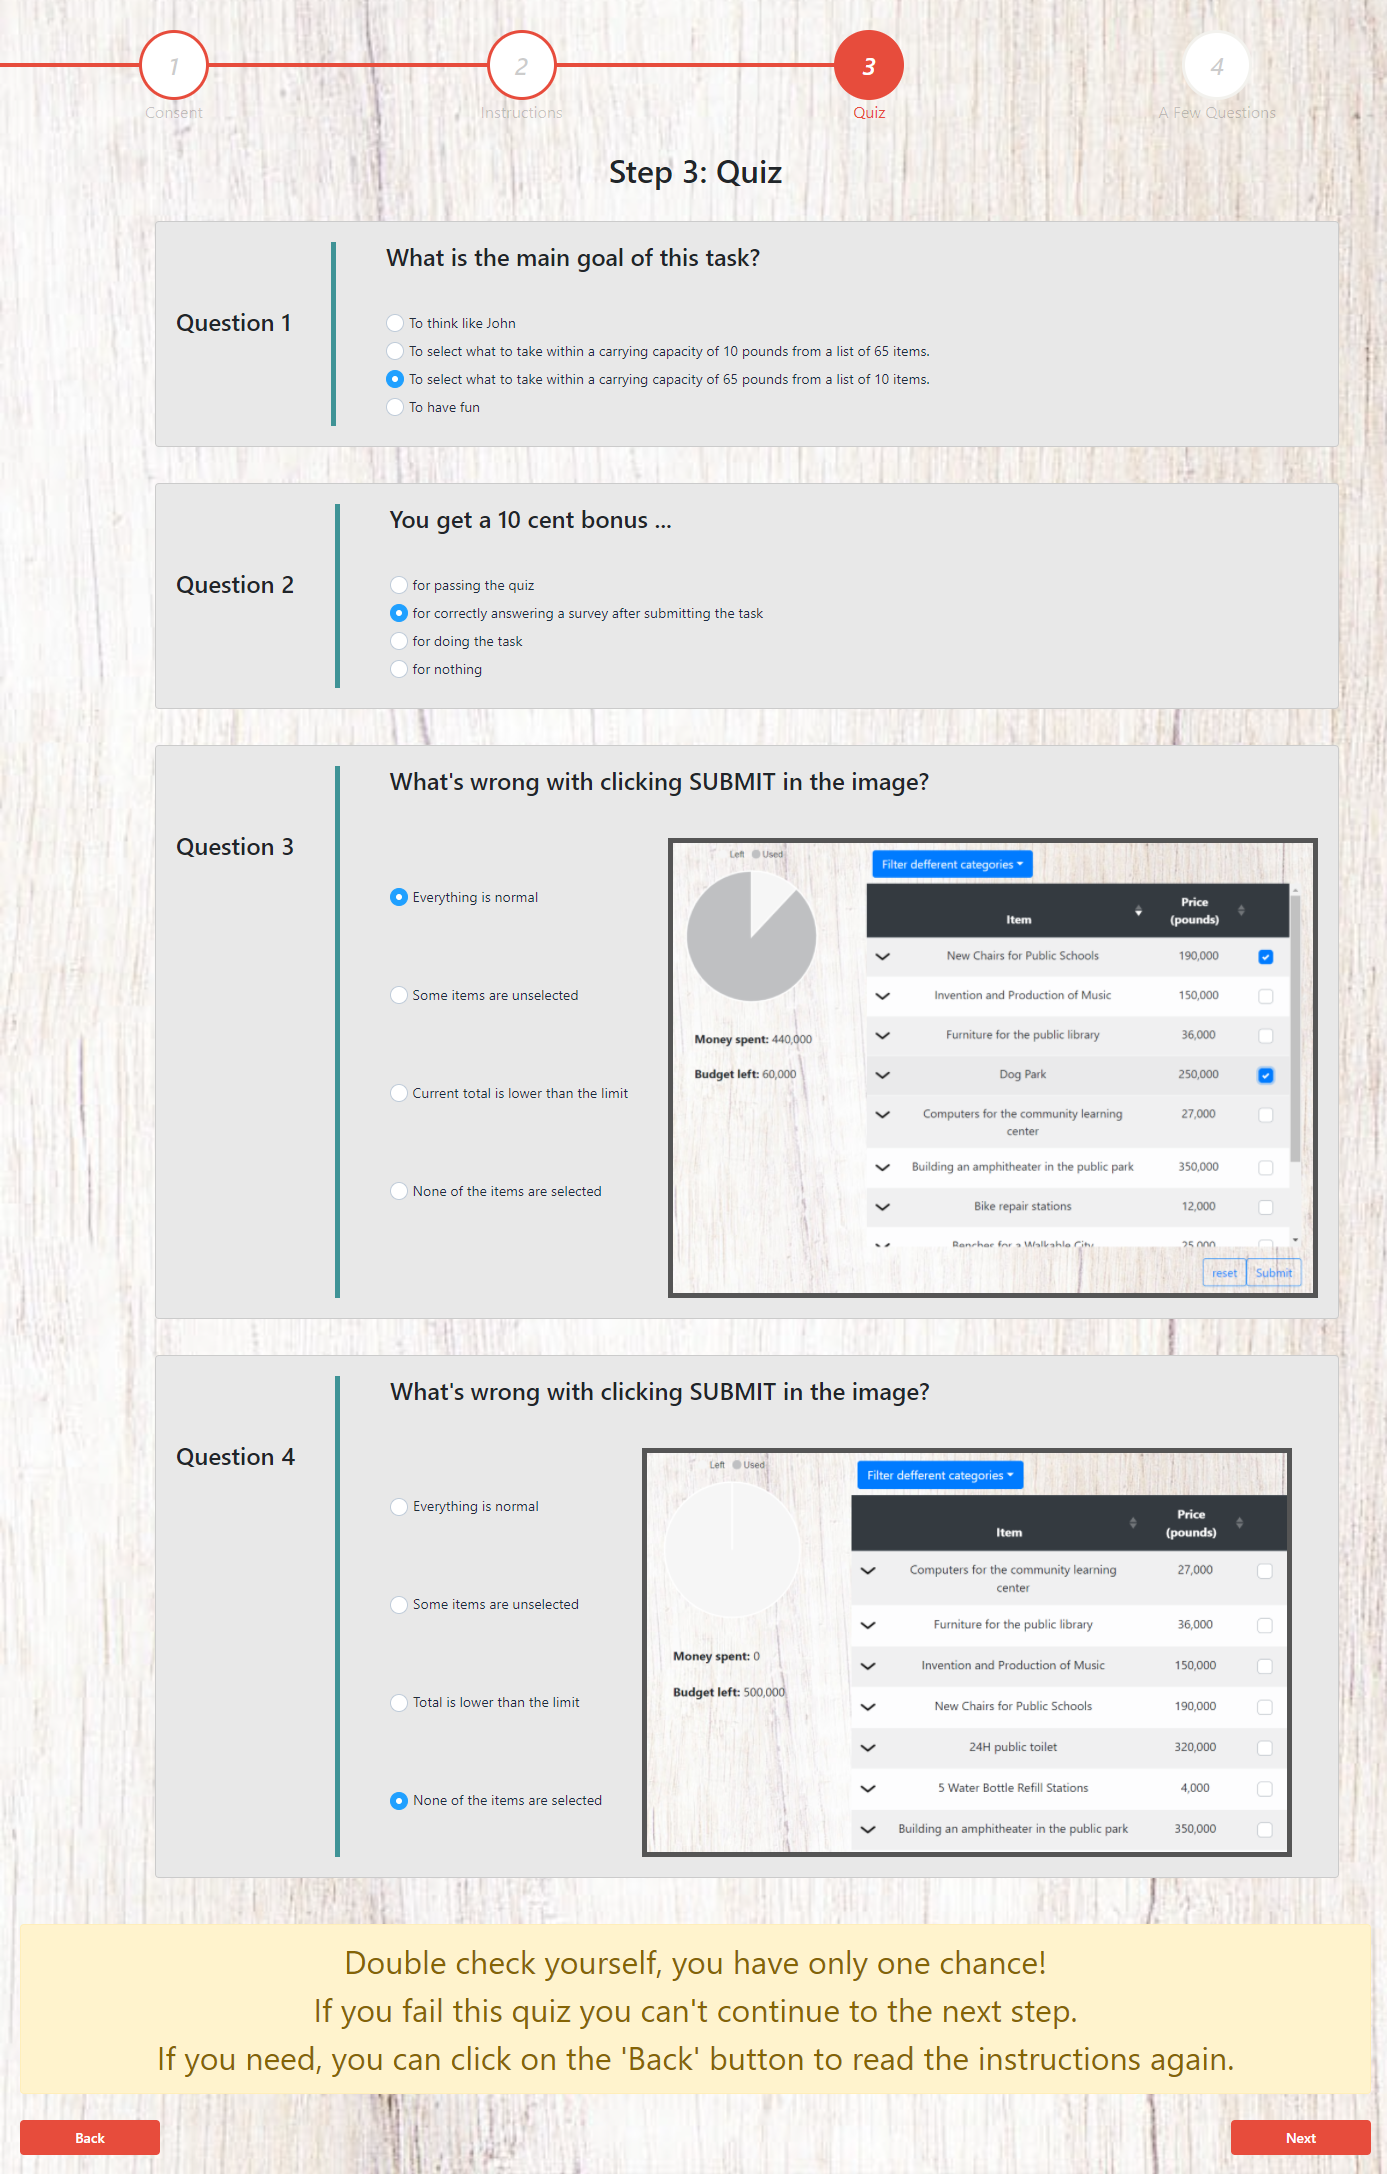 1
2
3
4
Consent
Instructions
Quiz
A Few Questions
Step 3: Quiz
Question 1
What is the main goal of this task?
To think like John
To select what to take within a carrying capacity of 10 pounds from a list of 65 items.
To select what to take within a carrying capacity of 65 pounds from a list of 10 items.
To have fun
Question 2
You get a 10 cent bonus ...
for passing the quiz
for correctly answering a survey after submitting the task
for doing the task
for nothing
Question 3
What's wrong with clicking SUBMIT in the image?
Everything is normal
Some items are unselected
Current total is lower than the limit
None of the items are selected
Left Used
Money spent: 440,000
Budget left: 60,000
Filter defferent categories
Item
Price
(pounds)
New Chairs for Public Schools 190,000
Invention and Production of Music 150,000
Furniture for the public library 36,000
Dog Park 250,000
Computers for the community learning 27,000
center
Building an amphitheater in the public park 350,000
Bike repair stations 12,000
Benches for a Walkable City 25,000
reset Submit
Question 4
What's wrong with clicking SUBMIT in the image?
Everything is normal
Some items are unselected
Total is lower than the limit
None of the items are selected
Left Used
Money spent: 0
Budget left: 500,000
Filter defferent categories
Item
Price
(pounds)
Computers for the community learning 27,000
center
Furniture for the public library 36,000
Invention and Production of Music 150,000
New Chairs for Public Schools 190,000
24H public toilet 320,000
5 Water Bottle Refill Stations 4,000
Building an amphitheater in the public park 350,000
Double check yourself, you have only one chance!
If you fail this quiz you can't continue to the next step.
If you need, you can click on the 'Back' button to read the instructions again.
Back
Next